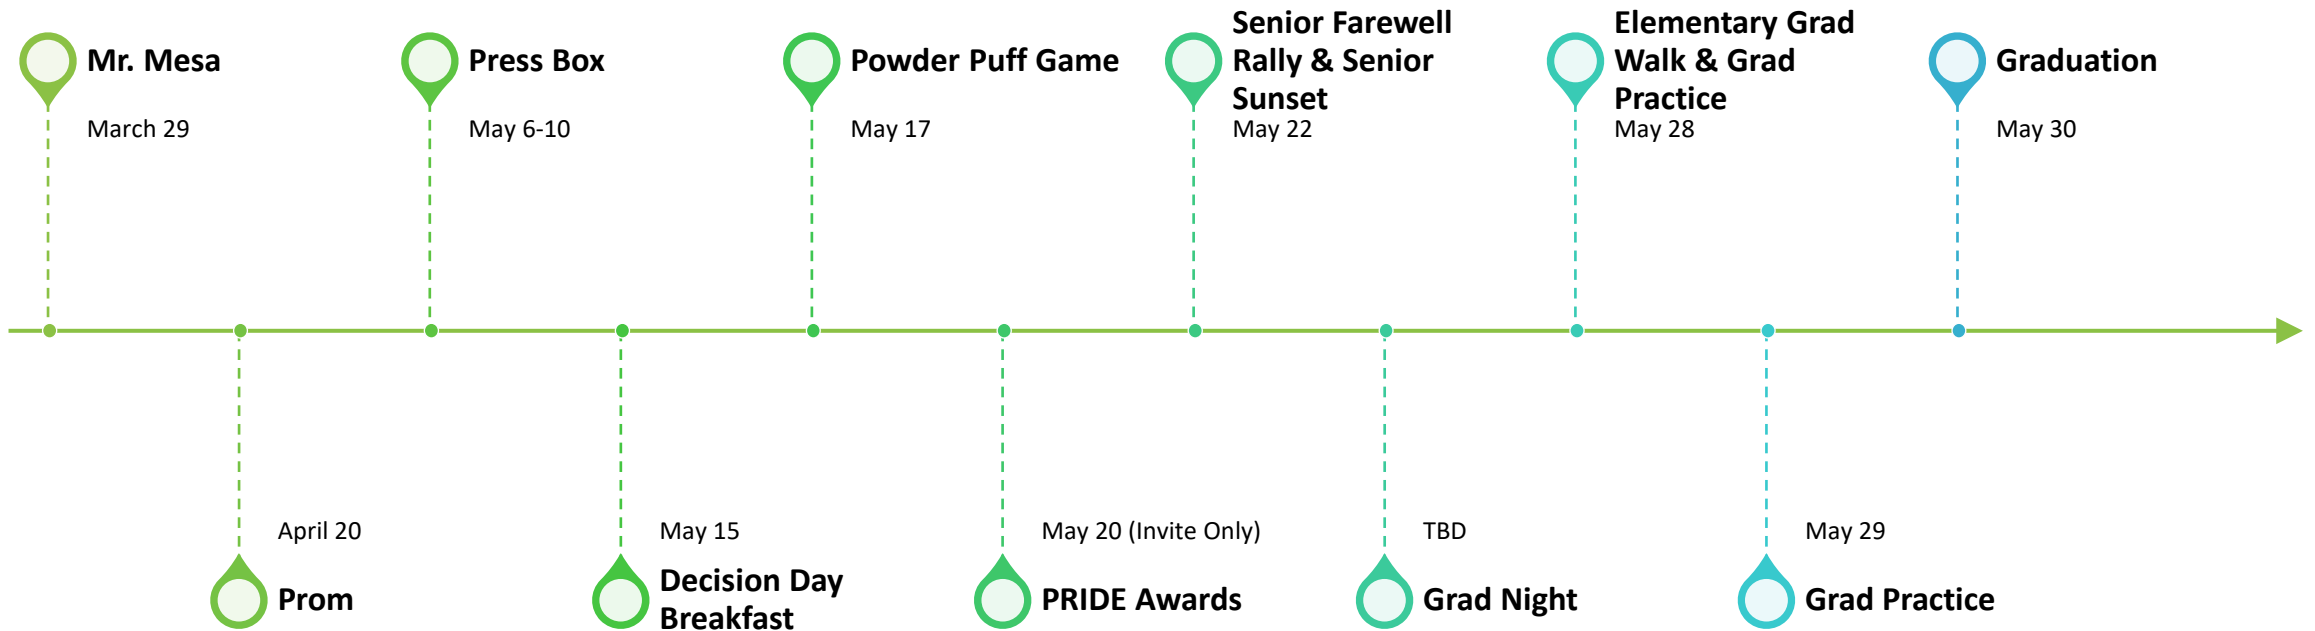 Mr. Mesa
March 29
Press Box
May 6-10
Powder Puff Game
May 17
Senior Farewell
Rally & Senior
Sunset
May 22
Elementary Grad
Walk & Grad
Practice
May 28
Graduation
May 30
April 20
Prom
May 15
Decision Day
Breakfast
May 20 (Invite Only)
PRIDE Awards
TBD
Grad Night
May 29
Grad Practice